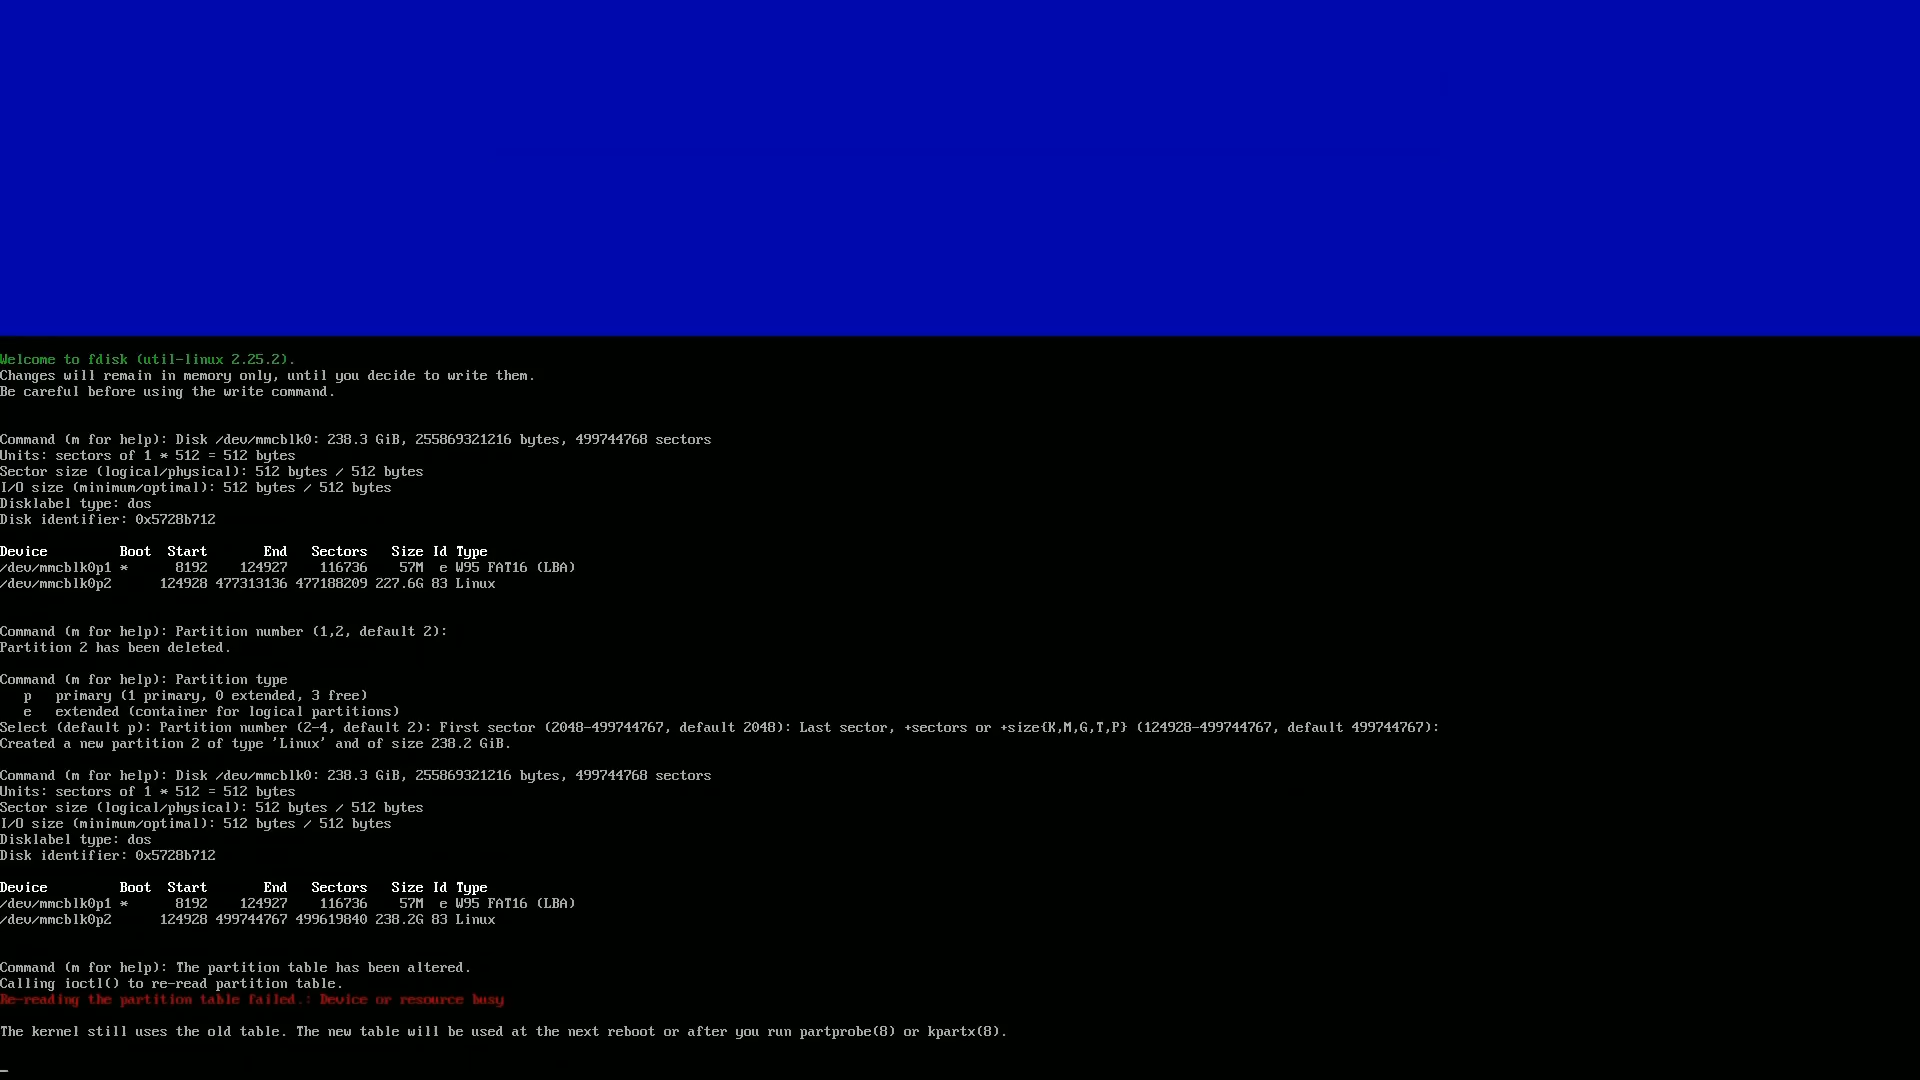 Welcome to fdisk (util-linux 2.25.2).
Changes will remain in memory only, until you decide to write them.
Be careful before using the write command.
Command (m for help): Disk /dev/mmcblk0: 238.3 GiB, 255869321216 bytes, 499744768 sectors
Units: sectors of 1 * 512 = 512 bytes
Sector size (logical/physical): 512 bytes / 512 bytes
I/O size (minimum/optimal): 512 bytes / 512 bytes
Disklabel type: dos
Disk identifier: 0x5728b712
Device         Boot  Start       End   Sectors   Size Id Type
/dev/mmcblk0p1 *      8192    124927    116736    57M  e W95 FAT16 (LBA)
/dev/mmcblk0p2      124928 477313136 477188209 227.6G 83 Linux
Command (m for help): Partition number (1,2, default 2):
Partition 2 has been deleted.
Command (m for help): Partition type
   p   primary (1 primary, 0 extended, 3 free)
   e   extended (container for logical partitions)
Select (default p): Partition number (2-4, default 2): First sector (2048-499744767, default 2048): Last sector, +sectors or +size{K,M,G,T,P} (124928-499744767, default 499744767):
Created a new partition 2 of type 'Linux' and of size 238.2 GiB.
Command (m for help): Disk /dev/mmcblk0: 238.3 GiB, 255869321216 bytes, 499744768 sectors
Units: sectors of 1 * 512 = 512 bytes
Sector size (logical/physical): 512 bytes / 512 bytes
I/O size (minimum/optimal): 512 bytes / 512 bytes
Disklabel type: dos
Disk identifier: 0x5728b712
Device         Boot  Start       End   Sectors   Size Id Type
/dev/mmcblk0p1 *      8192    124927    116736    57M  e W95 FAT16 (LBA)
/dev/mmcblk0p2      124928 499744767 499619840 238.2G 83 Linux
Command (m for help): The partition table has been altered.
Calling ioctl() to re-read partition table.
Re-reading the partition table failed.: Device or resource busy
The kernel still uses the old table. The new table will be used at the next reboot or after you run partprobe(8) or kpartx(8).